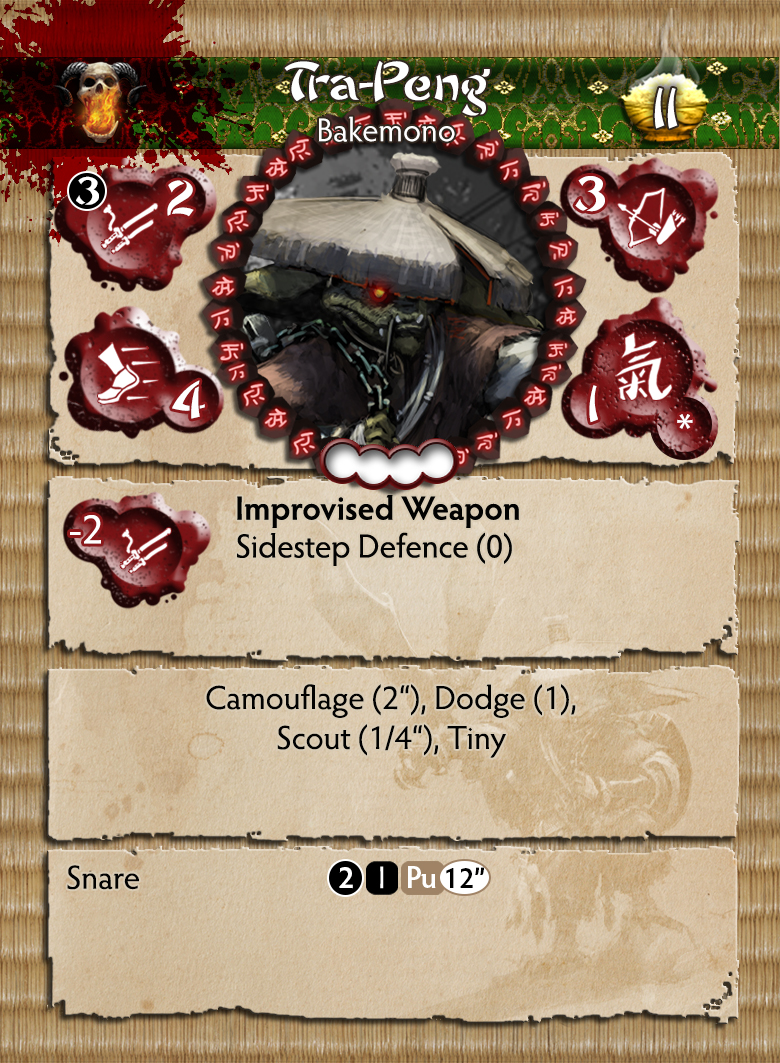 Tra-Peng
11
Bakemono
3 2
3
4
氣
1 *
-2
Improvised Weapon
Sidestep Defence (0)
Camouflage (2"), Dodge (1),
Scout (1/4"), Tiny
Snare 2 1 Pu 12"